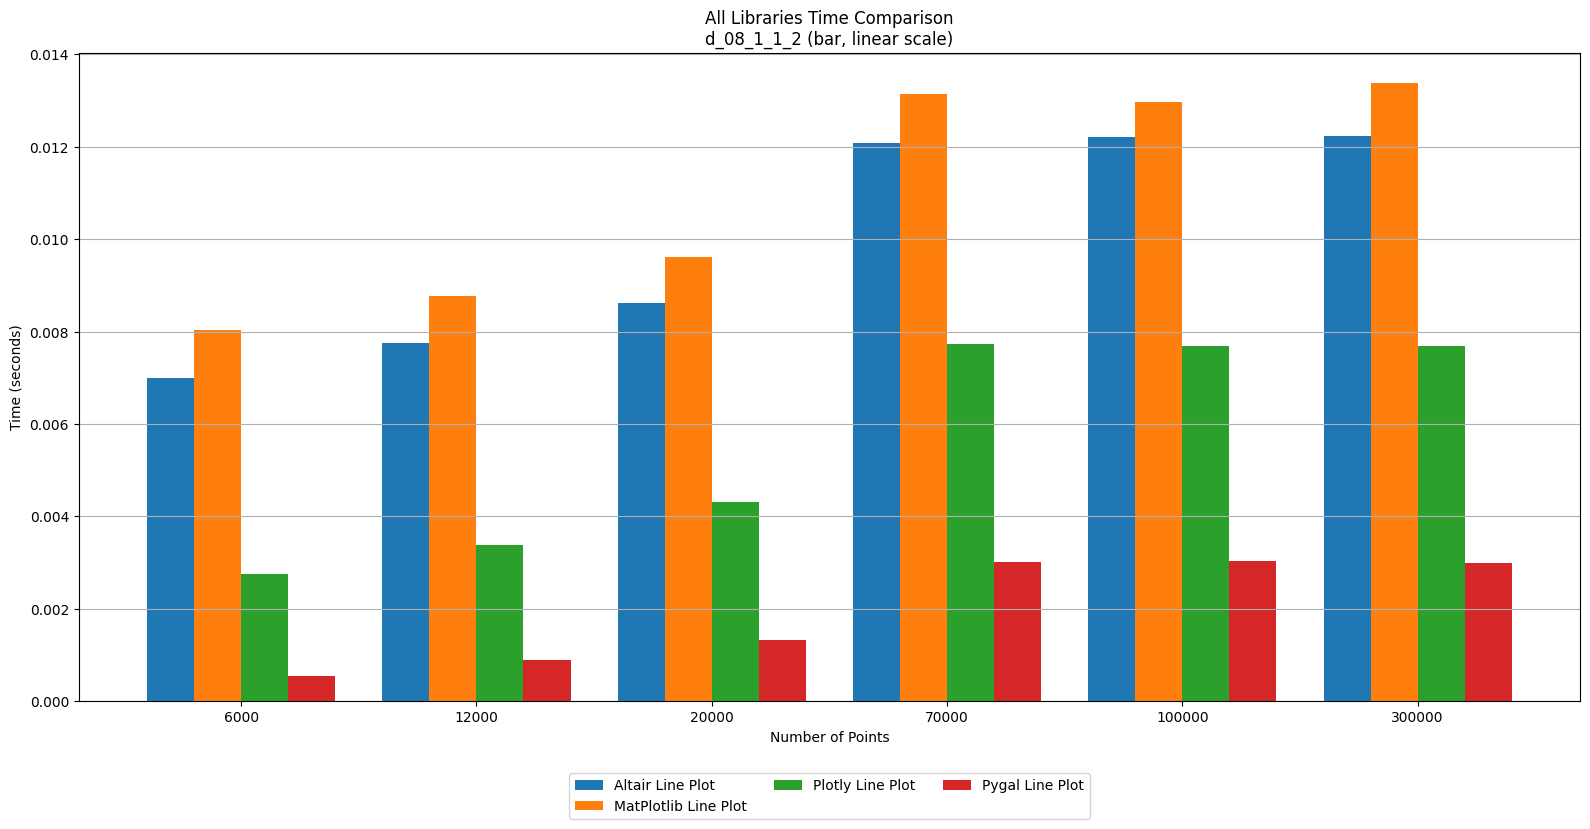 All Libraries Time Comparison
d_08_1_1_2 (bar, linear scale)
0.014
0.012
0.010
0.008
0.006
0.004
0.002
0.000
Time (seconds)
6000 12000 20000 70000 100000 300000
Number of Points
Altair Line Plot Plotly Line Plot Pygal Line Plot
MatPlotlib Line Plot